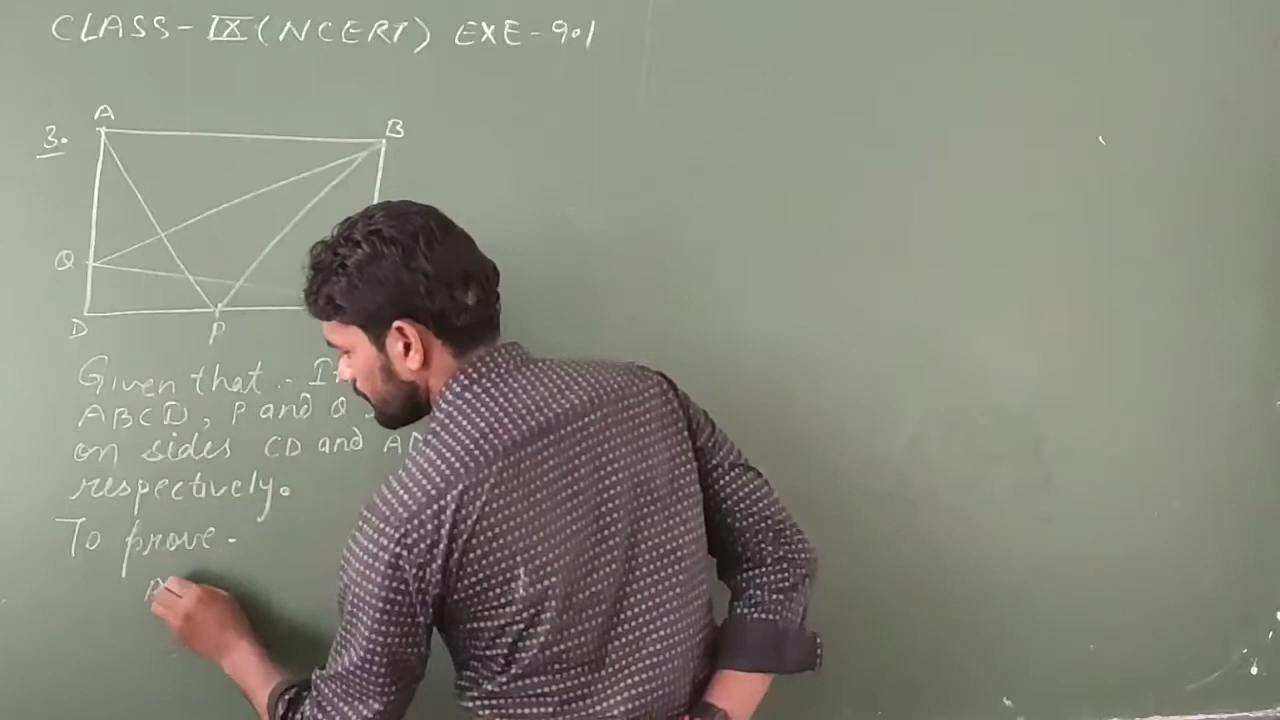 CLASS-IX (NCERT) EXE-9.1
3.
A
B
Q
D
P
Given that :-
ABCD, P and Q
on sides CD and AD
respectively.
To prove -